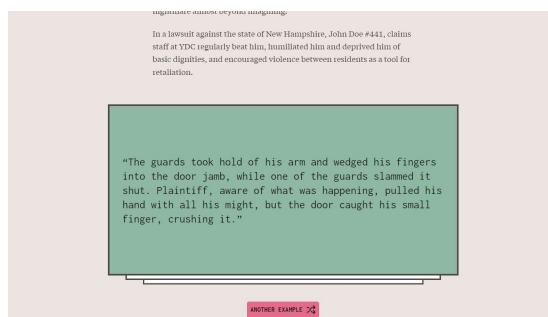 nightmare almost beyond imagining.
In a lawsuit against the state of New Hampshire, John Doe #441, claims
staff at YDC regularly beat him, humiliated him and deprived him of
basic dignities, and encouraged violence between residents as a tool for
retaliation.
“The guards took hold of his arm and wedged his fingers
into the door jamb, while one of the guards slammed it
shut. Plaintiff, aware of what was happening, pulled his
hand with all his might, but the door caught his small
finger, crushing it.”
ANOTHER EXAMPLE